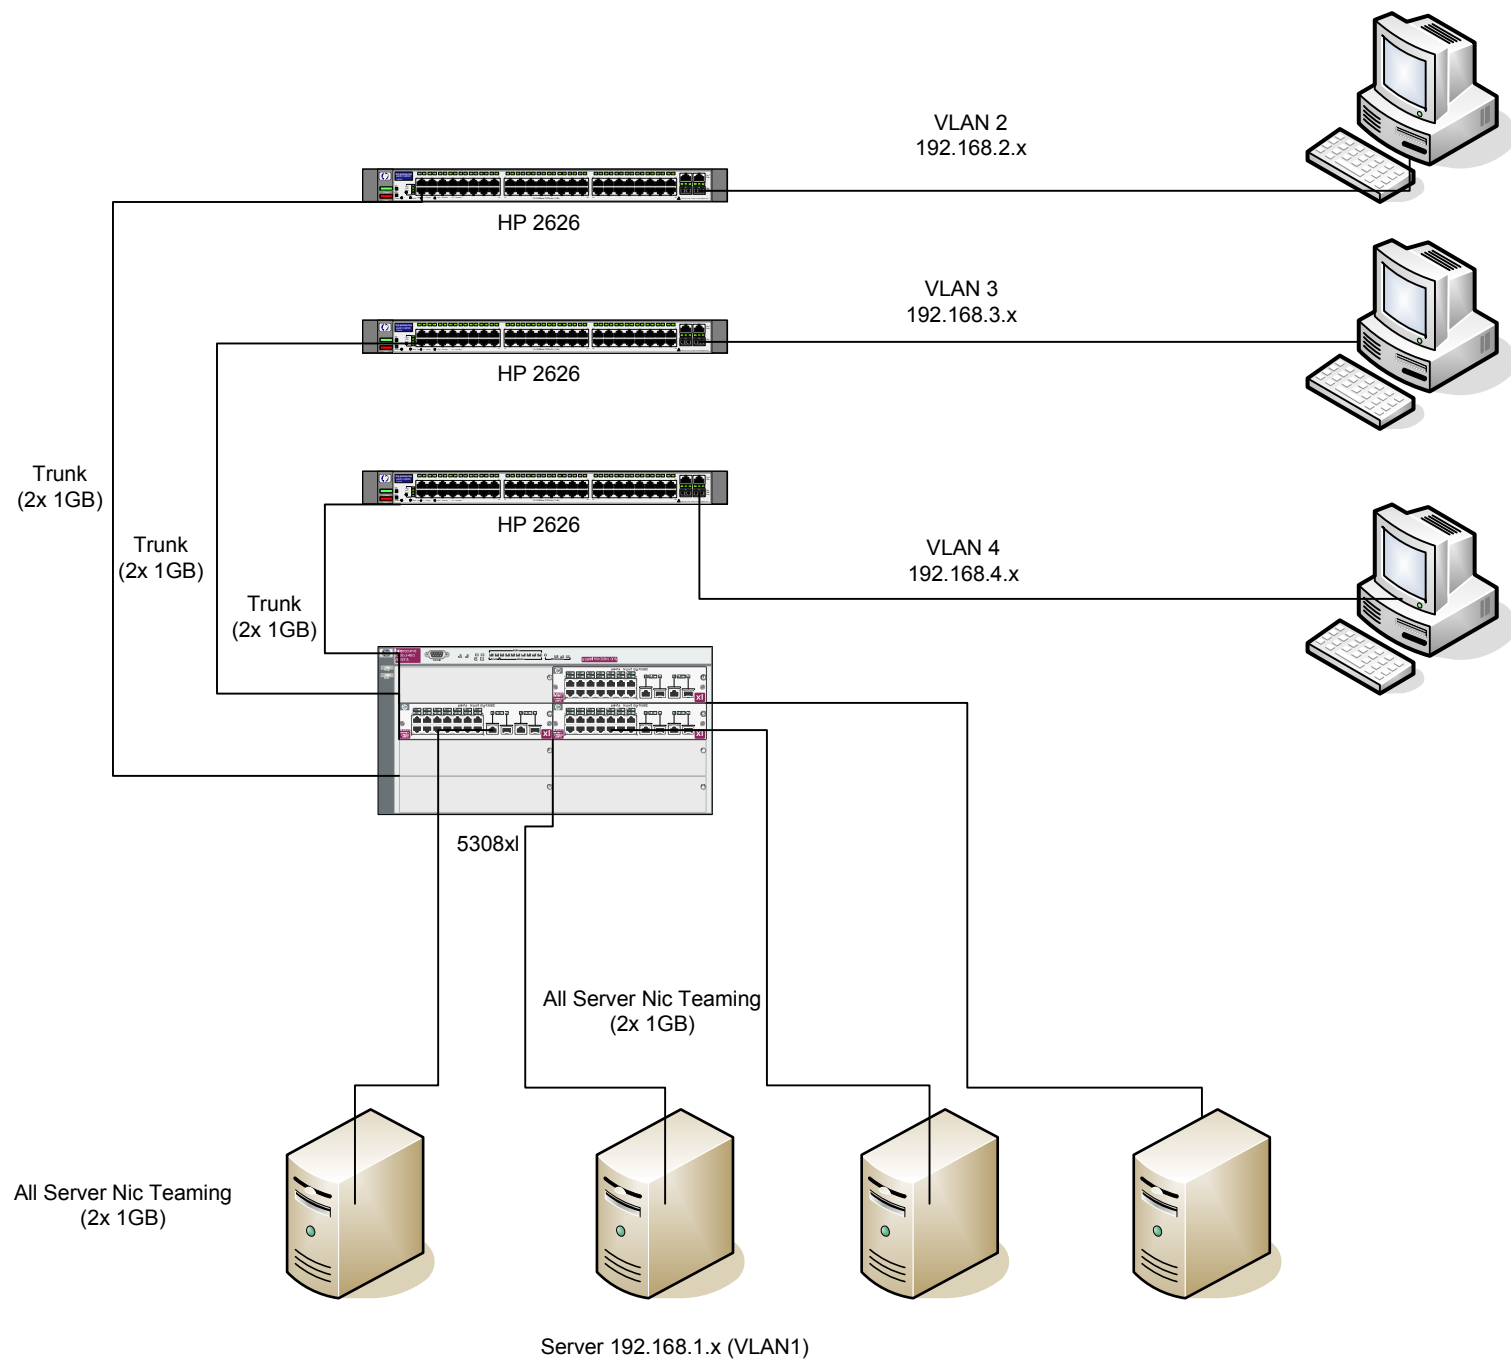 VLAN 2
192.168.2.x
HP 2626
VLAN 3
192.168.3.x
HP 2626
Trunk
(2x 1GB)
HP 2626
Trunk
(2x 1GB)
VLAN 4
192.168.4.x
Trunk
(2x 1GB)
5308xl
All Server Nic Teaming
(2x 1GB)
All Server Nic Teaming
(2x 1GB)
Server 192.168.1.x (VLAN1)